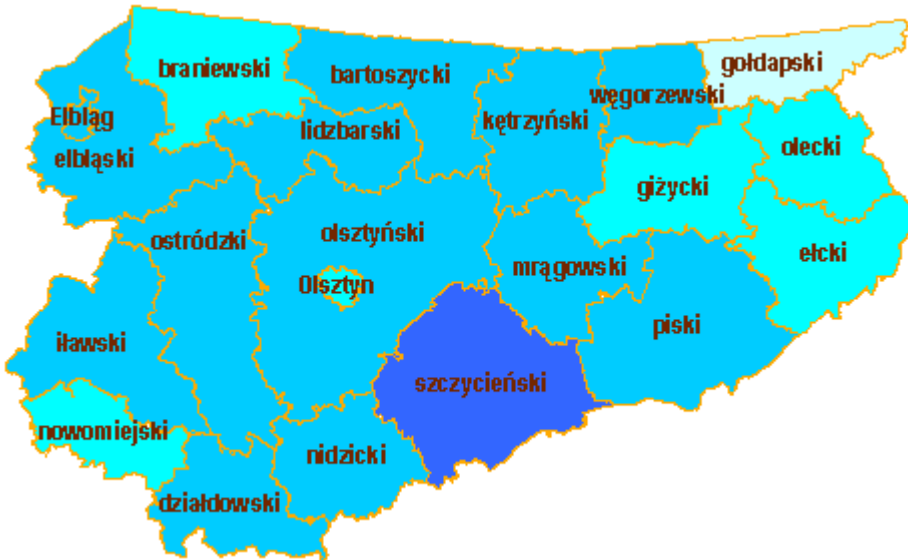 braniewski
bartoszycki
gołdapski
węgorzewski
Elbląg
lidzbarski
kętrzyński
elbląski
olecki
giżycki
ostródzki
olsztyński
ełcki
mrągowski
Olsztyn
iławski
piski
szczycieński
nowomiejski
nidzicki
działdowski